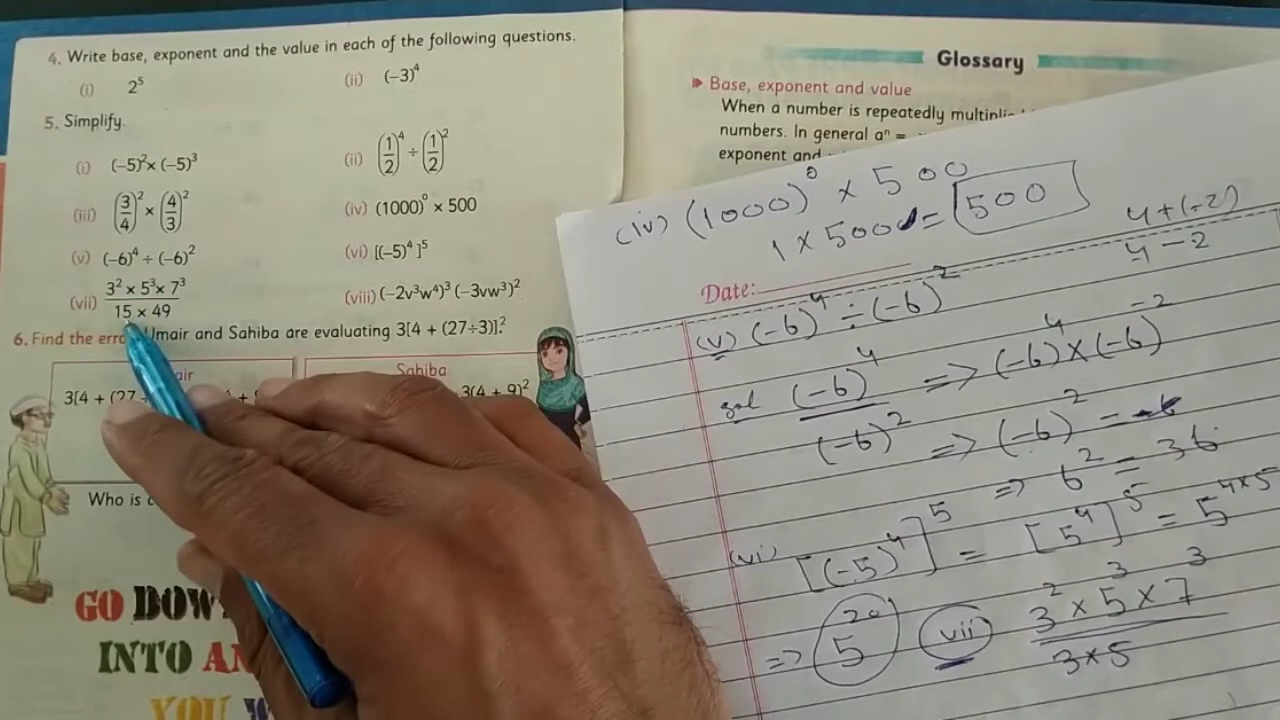 4. Write base, exponent and the value in each of the following questions.
(i) 2⁵ (ii) (−3)⁴
5. Simplify.
(i) (−5)² × (−5)³ (ii) (1/2)⁴ ÷ (1/2)²
(iii) (3/4)² × (4/3)² (iv) (1000)⁰ × 500
(v) (−6)⁴ ÷ (−6)² (vi) [(−5)⁴]⁵
(vii) 3² × 5³ × 7³ / 15 × 49 (viii) (−2v³w⁴)³ (−3vw³)²
6. Find the Umair and Sahiba are evaluating 3[4 + (27÷3)]²
Sahiba
3[4 + (27
3(4 + 9)²
Who is
GO DOW
INTO
YOU
Glossary
Base, exponent and value
When a number is repeatedly
numbers. In general aⁿ =
exponent and
(iv) (1000)⁰ × 500
1 × 500 = 500
4 + (−2)
4 − 2
Date:
(v) (−6)⁴ ÷ (−6)²
sol (−6)⁴ / (−6)² => (−6)⁴ × (−6)⁻²
=> (−6)² =
=> 6² = 36
(vi) [(−5)⁴]⁵ = [5⁴]⁵ = 5⁴ˣ⁵
=> 5²⁰ (vii) 3² × 5³ × 7³ / 3 × 5